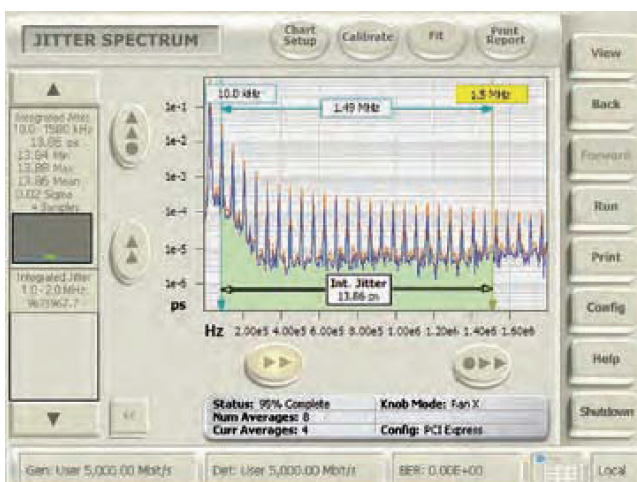 JITTER SPECTRUM
Chart Setup
Calibrate
Fit
Print Report
View
Back
Forward
Run
Print
Config
Help
Shutdown
Integrated Jitter
13.86 ps
13.84 Min
13.88 Max
13.86 Mean
0.02 Sigma
Integrated Jitter
1.0-2.0 MHz
10.0 kHz
1.49 MHz
1.5 MHz
1e-1
1e-2
1e-3
1e-4
1e-5
1e-6
ps
Int. Jitter
13.86 ps
Hz 2.00e5 4.00e5 6.00e5 8.00e5 1.00e6 1.20e6 1.40e6 1.60e6
<<
Status: 95% Complete
Num Averages: 8
Curr Averages: 4
Knob Mode: Pan X
Config: PCI Express
Gen: User 5,000.00 Mbit/s
Det: User 5,000.00 Mbit/s
BER: 0.00E+00
Local